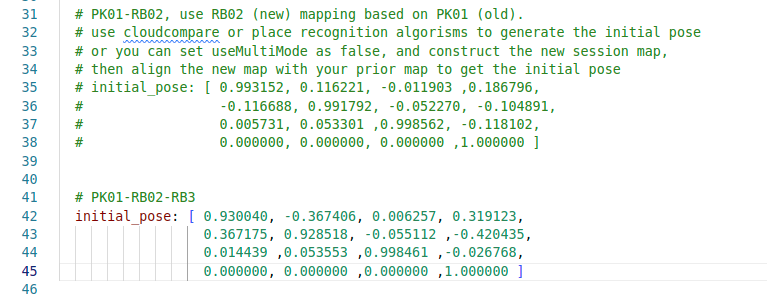 31 # PK01-RB02, use RB02 (new) mapping based on PK01 (old).
32 # use cloudcompare or place recognition algorisms to generate the initial pose
33 # or you can set useMultiMode as false, and construct the new session map,
34 # then align the new map with your prior map to get the initial pose
35 # initial_pose: [ 0.993152, 0.116221, -0.011903 ,0.186796,
36 # -0.116688, 0.991792, -0.052270, -0.104891,
37 # 0.005731, 0.053301 ,0.998562, -0.118102,
38 # 0.000000, 0.000000, 0.000000 ,1.000000 ]
39
40
41 # PK01-RB02-RB3
42 initial_pose: [ 0.930040, -0.367406, 0.006257, 0.319123,
43 0.367175, 0.928518, -0.055112 ,-0.420435,
44 0.014439 ,0.053553 ,0.998461 ,-0.026768,
45 0.000000, 0.000000 ,0.000000 ,1.000000 ]
46